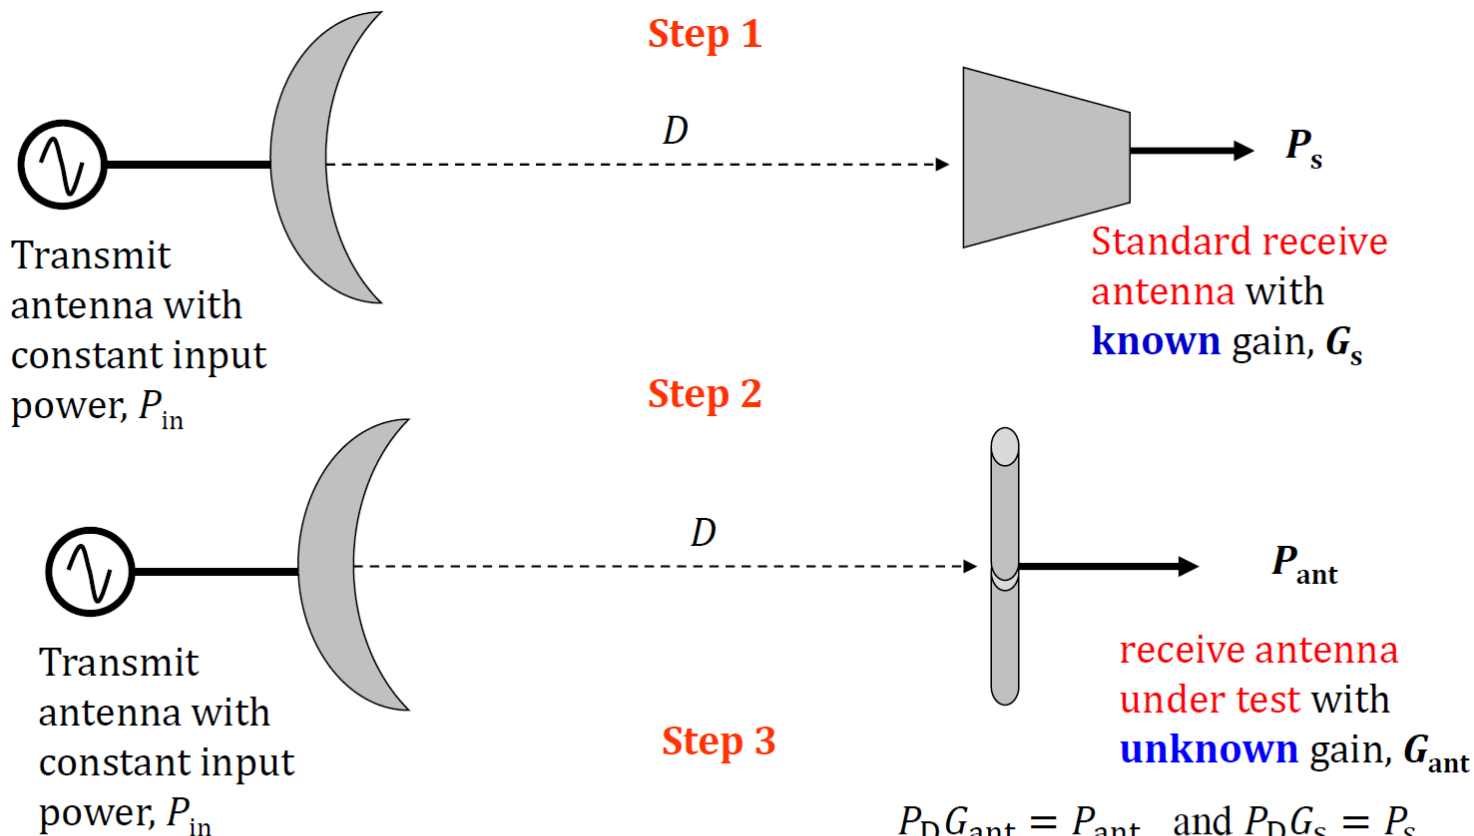 Step 1
D
P_s
Transmit
antenna with
constant input
power, P_in
Standard receive
antenna with
known gain, G_s
Step 2
D
P_ant
Transmit
antenna with
constant input
power, P_in
receive antenna
under test with
unknown gain, G_ant
Step 3
P_D G_ant = P_ant and P_D G_s = P_s